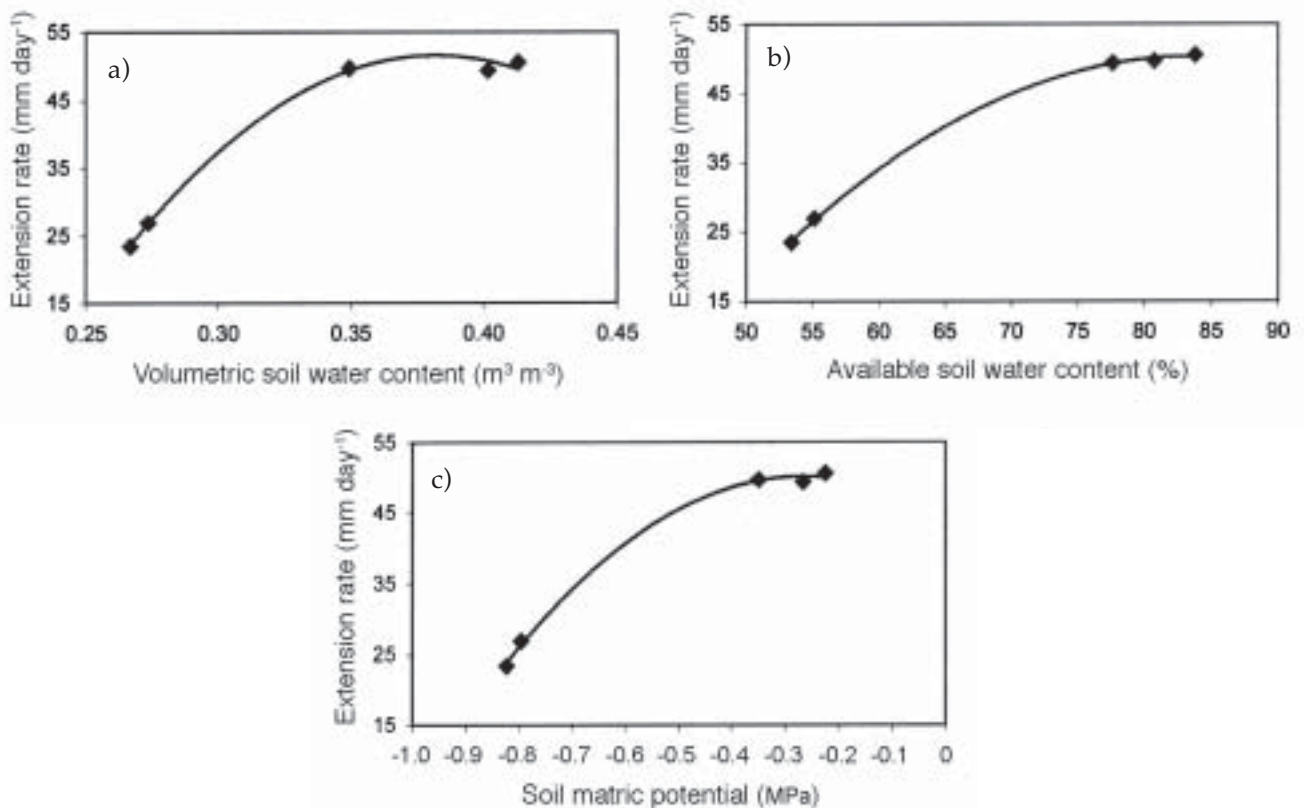 a)
Extension rate (mm day⁻¹)
55
45
35
25
15
0.25 0.30 0.35 0.40 0.45
Volumetric soil water content (m³ m⁻³)
b)
Extension rate (mm day⁻¹)
55
45
35
25
15
50 55 60 65 70 75 80 85 90
Available soil water content (%)
c)
Extension rate (mm day⁻¹)
55
45
35
25
15
-1.0 -0.9 -0.8 -0.7 -0.6 -0.5 -0.4 -0.3 -0.2 -0.1 0
Soil matric potential (MPa)